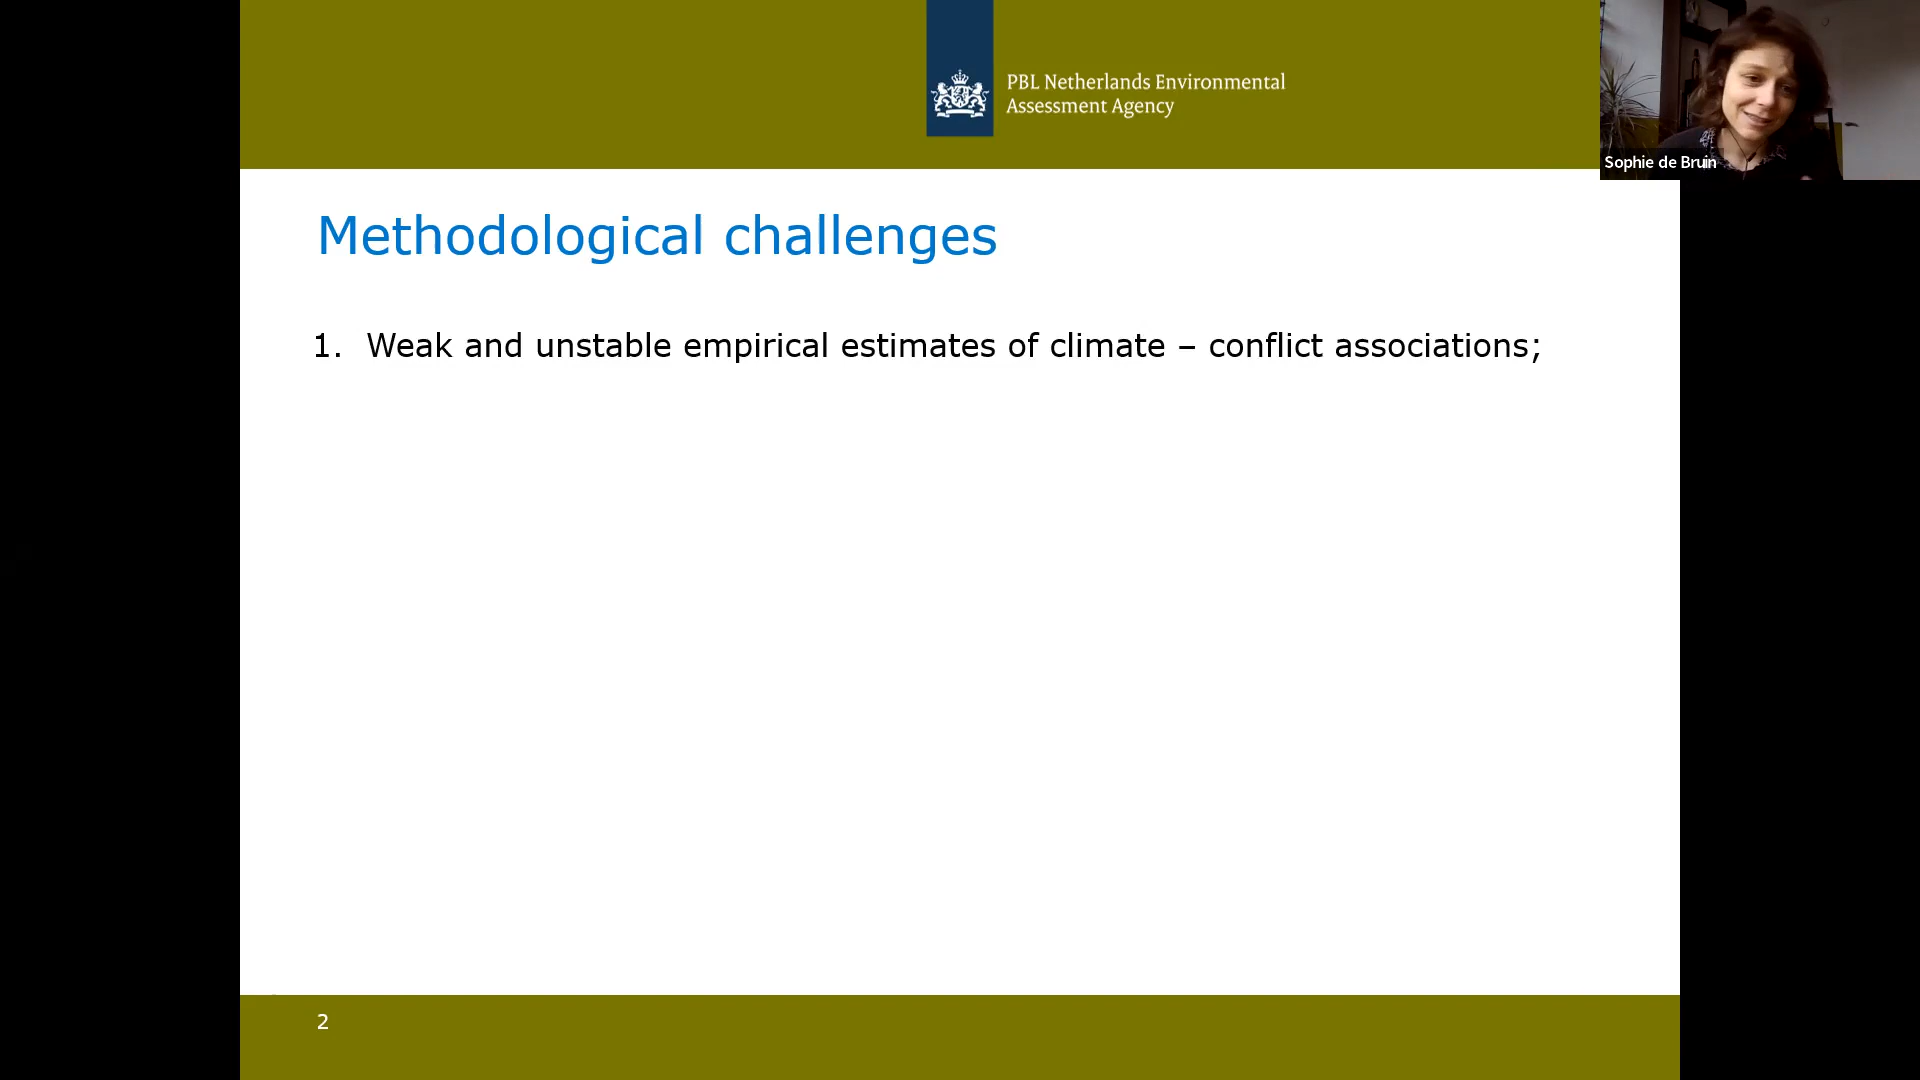 PBL Netherlands Environmental
Assessment Agency
Sophie de Bruin
Methodological challenges
1. Weak and unstable empirical estimates of climate – conflict associations;
2